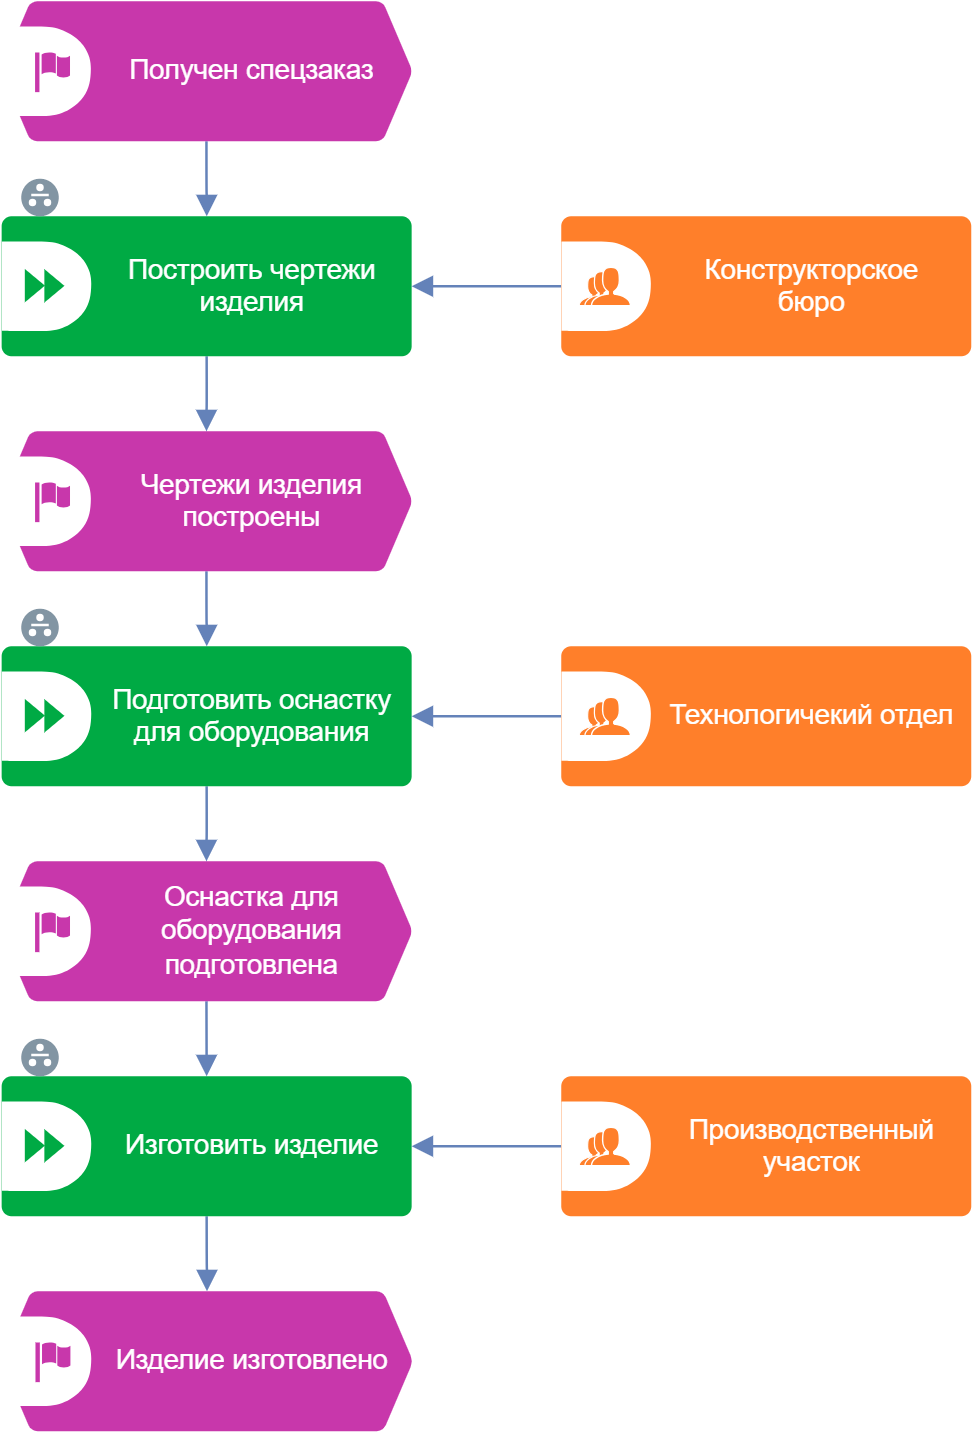 Получен спецзаказ
Построить чертежи
изделия
Конструкторское
бюро
Чертежи изделия
построены
Подготовить оснастку
для оборудования
Технологичекий отдел
Оснастка для
оборудования
подготовлена
Изготовить изделие
Производственный
участок
Изделие изготовлено